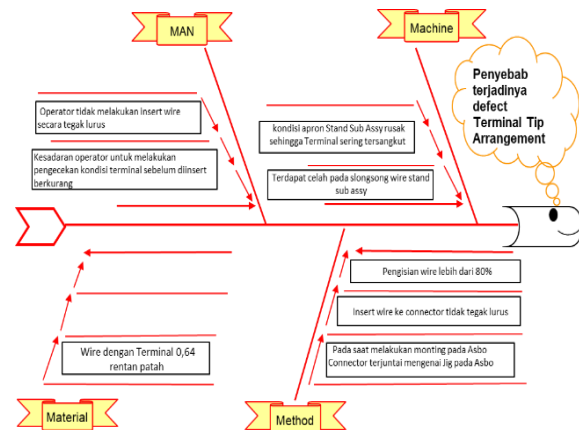 MAN
Machine
Penyebab
terjadinya
defect
Terminal Tip
Arrangement
Operator tidak melakukan insert wire
secara tegak lurus
Kesadaran operator untuk melakukan
pengecekan kondisi terminal sebelum diinsert
berkurang
kondisi apron Stand Sub Assy rusak
sehingga Terminal sering tersangkut
Terdapat celah pada slongsong wire stand
sub assy
Pengisian wire lebih dari 80%
Insert wire ke connector tidak tegak lurus
Pada saat melakukan monting pada Asbo
Connector terjuntai mengenai Jig pada Asbo
Wire dengan Terminal 0,64
rentan patah
Material
Method